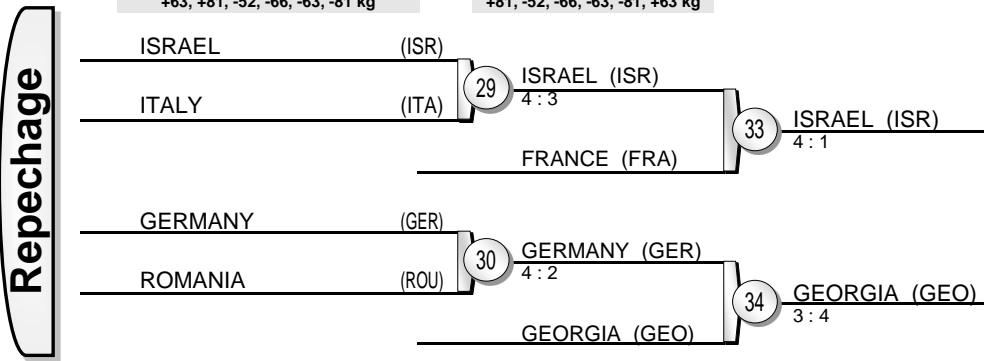 +63, +81, -52, -66, -63, -81 kg
+81, -52, -66, -63, -81, +63 kg
Repechage
ISRAEL (ISR)
ITALY (ITA)
29
ISRAEL (ISR)
4 : 3
FRANCE (FRA)
33
ISRAEL (ISR)
4 : 1
GERMANY (GER)
ROMANIA (ROU)
30
GERMANY (GER)
4 : 2
GEORGIA (GEO)
34
GEORGIA (GEO)
3 : 4